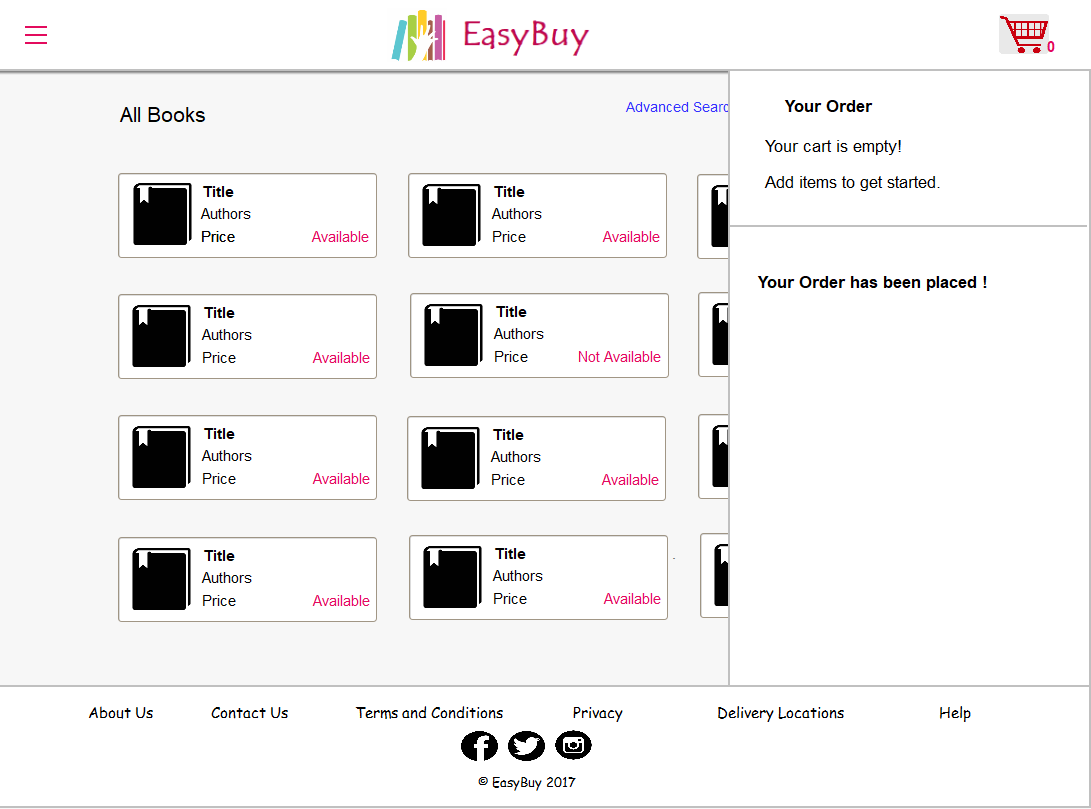 EasyBuy
0
All Books
Advanced Searc
Your Order
Your cart is empty!
Add items to get started.
Your Order has been placed !
Title
Authors
Price
Available
Title
Authors
Price
Available
Title
Authors
Price
Available
Title
Authors
Price
Not Available
Title
Authors
Price
Available
Title
Authors
Price
Available
Title
Authors
Price
Available
Title
Authors
Price
Available
About Us
Contact Us
Terms and Conditions
Privacy
Delivery Locations
Help
© EasyBuy 2017